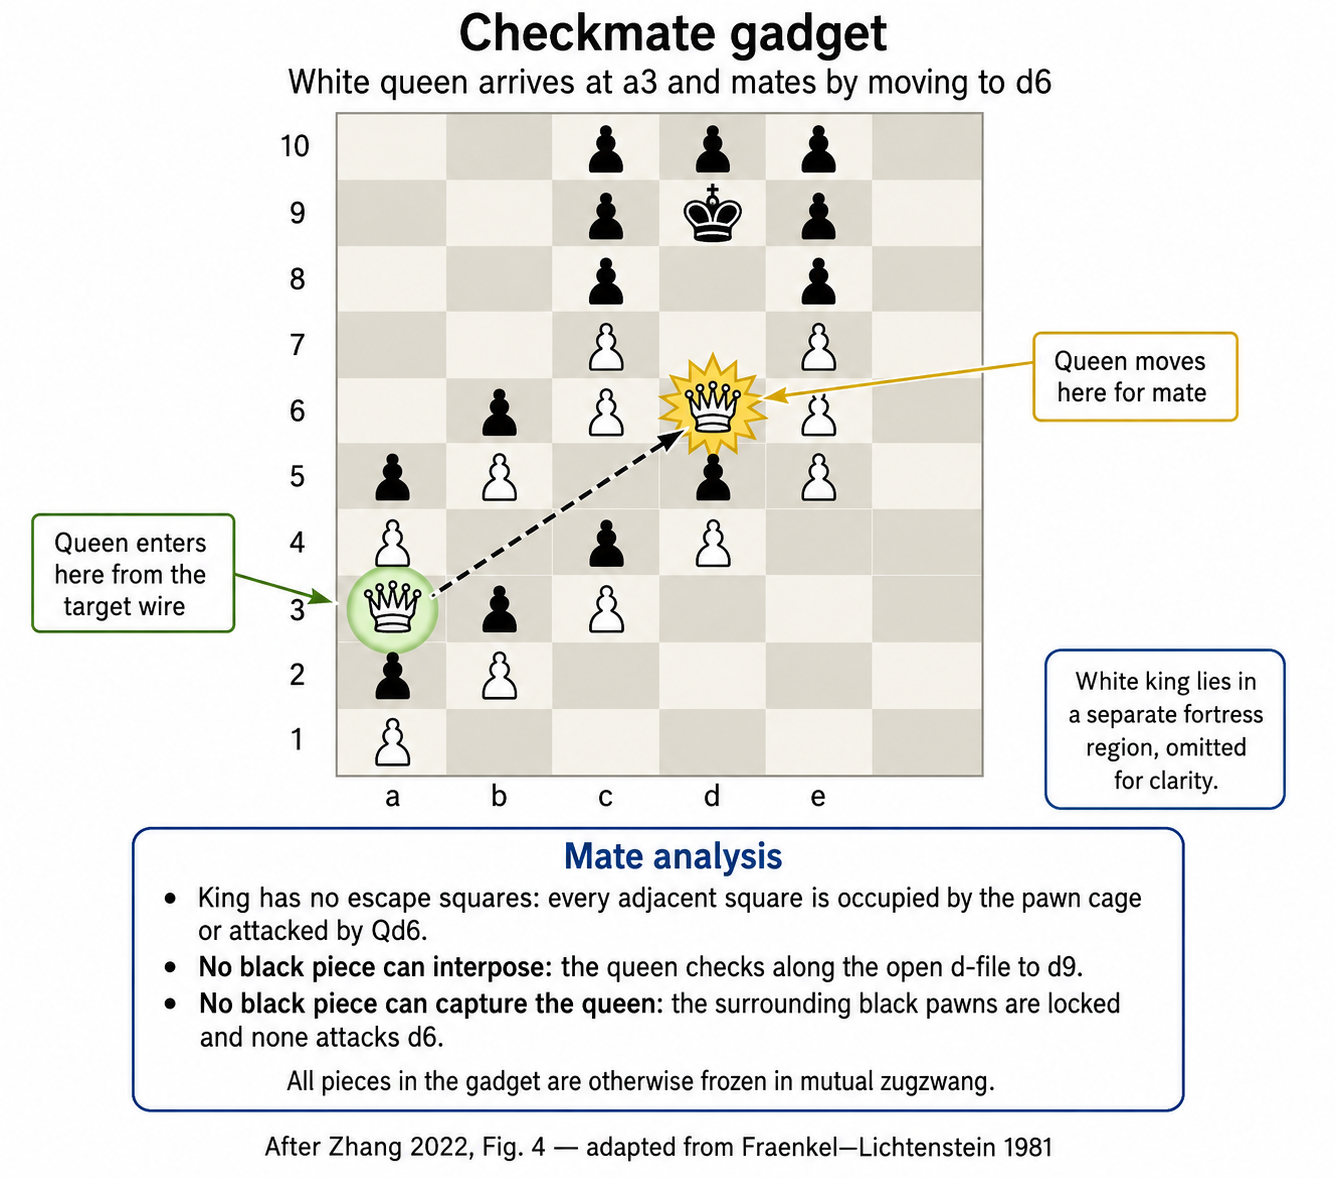 Checkmate gadget
White queen arrives at a3 and mates by moving to d6
10
9
8
7
Queen moves
here for mate
6
5
Queen enters
here from the
target wire
4
3
White king lies in
a separate fortress
region, omitted
for clarity.
2
1
a b c d e
Mate analysis
• King has no escape squares: every adjacent square is occupied by the pawn cage
or attacked by Qd6.
• No black piece can interpose: the queen checks along the open d-file to d9.
• No black piece can capture the queen: the surrounding black pawns are locked
and none attacks d6.
All pieces in the gadget are otherwise frozen in mutual zugzwang.
After Zhang 2022, Fig. 4 — adapted from Fraenkel—Lichtenstein 1981